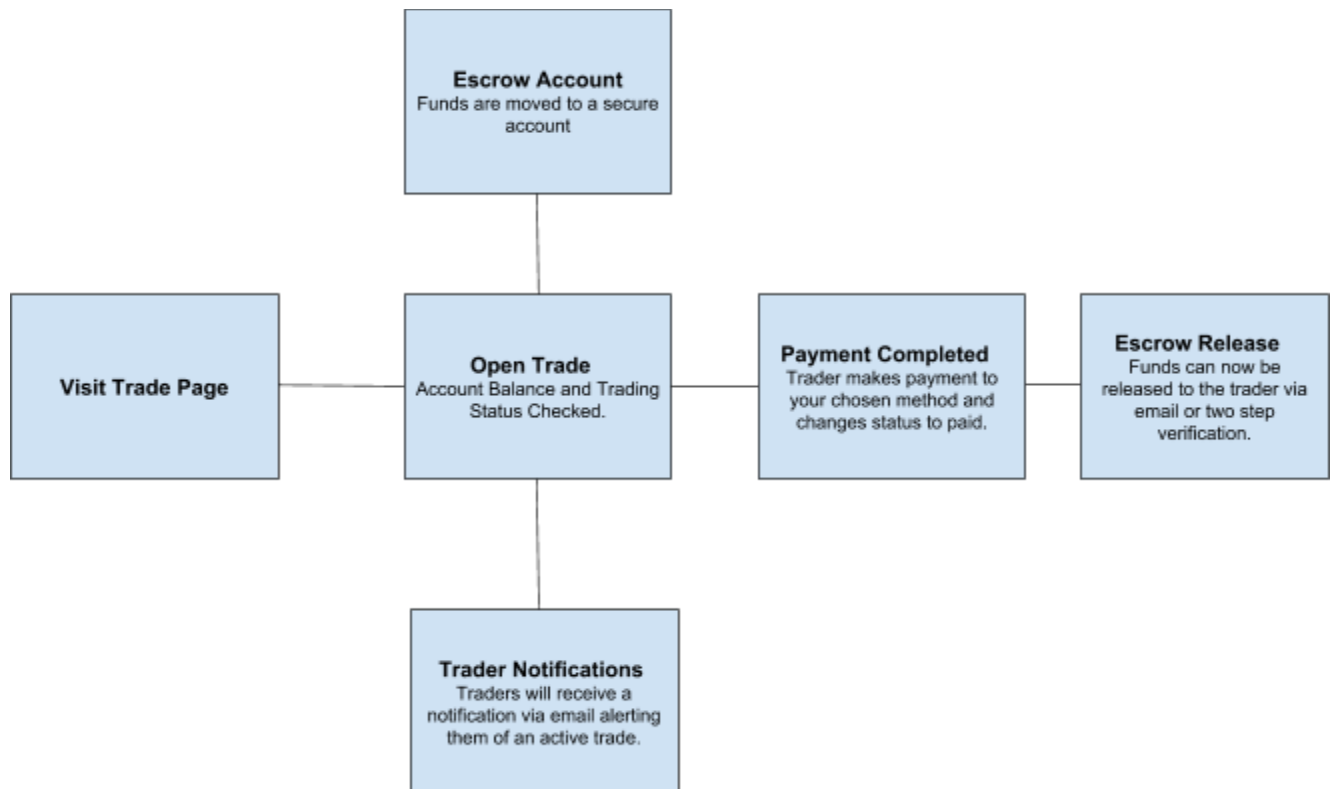 Escrow Account
Funds are moved to a secure
account
Visit Trade Page
Open Trade
Account Balance and Trading
Status Checked.
Payment Completed
Trader makes payment to
your chosen method and
changes status to paid.
Escrow Release
Funds can now be
released to the trader via
email or two step
verification.
Trader Notifications
Traders will receive a
notification via email alerting
them of an active trade.